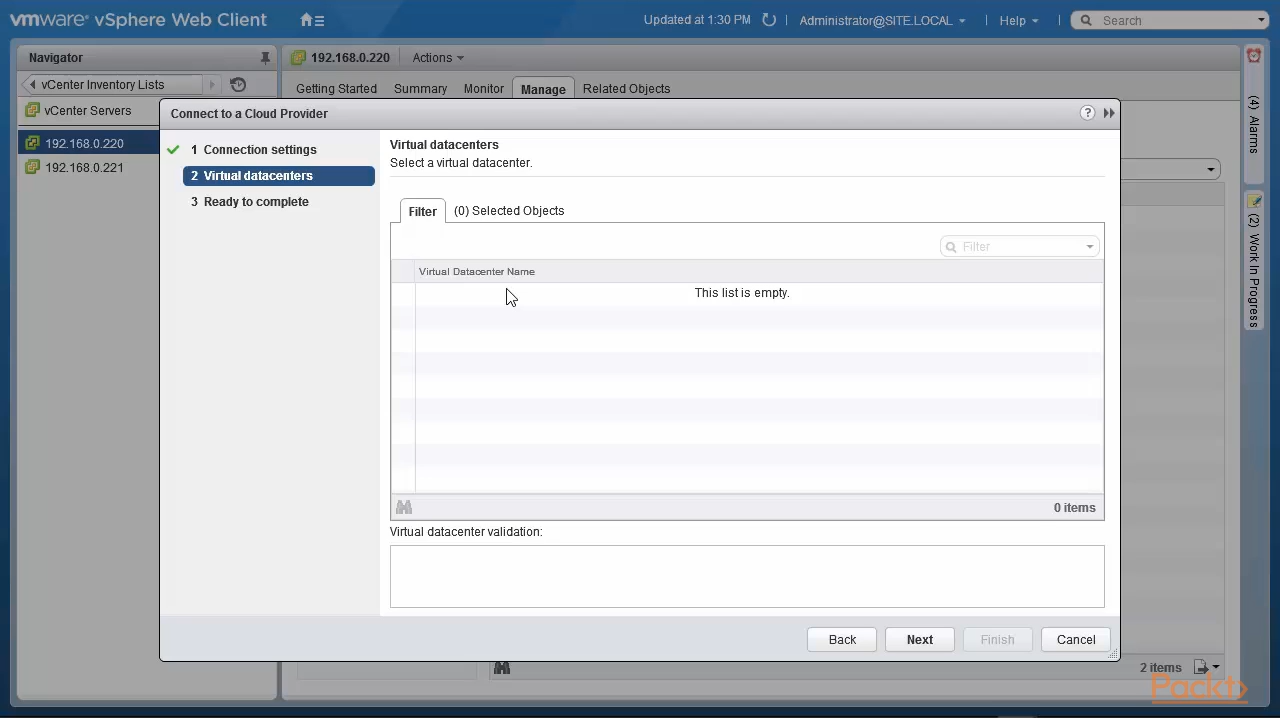 vmware® vSphere Web Client
Updated at 1:30 PM
Administrator@SITE.LOCAL
Help
Search
Navigator
192.168.0.220
Actions
vCenter Inventory Lists
Getting Started Summary Monitor Manage Related Objects
vCenter Servers
192.168.0.220
192.168.0.221
Connect to a Cloud Provider
?
1 Connection settings
2 Virtual datacenters
3 Ready to complete
Virtual datacenters
Select a virtual datacenter.
Filter
(0) Selected Objects
Filter
Virtual Datacenter Name
This list is empty.
0 items
Virtual datacenter validation:
Back
Next
Finish
Cancel
2 items
(4) Alarms
(2) Work In Progress
Packt>